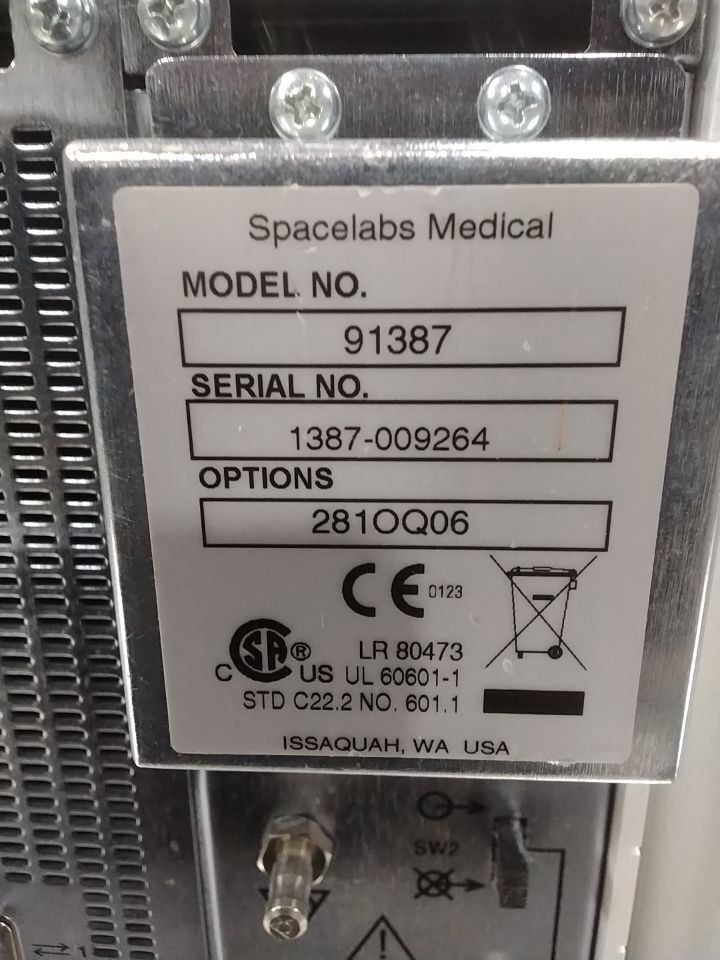 Spacelabs Medical
MODEL NO.
91387
SERIAL NO.
1387-009264
OPTIONS
281OQ06
CE 0123
CSA ® LR 80473
C US UL 60601-1
STD C22.2 NO. 601.1
ISSAQUAH, WA USA
SW2
1